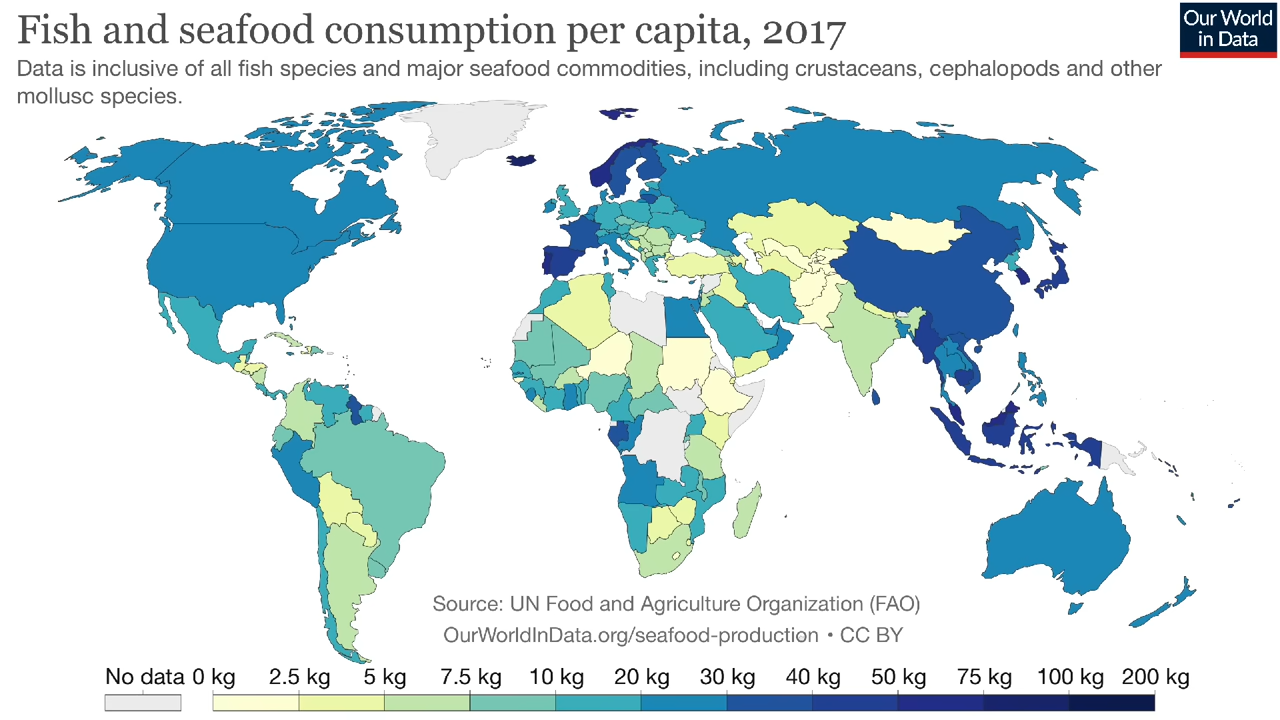 Fish and seafood consumption per capita, 2017
Our World
in Data
Data is inclusive of all fish species and major seafood commodities, including crustaceans, cephalopods and other
mollusc species.
Source: UN Food and Agriculture Organization (FAO)
OurWorldInData.org/seafood-production • CC BY
No data 0 kg 2.5 kg 5 kg 7.5 kg 10 kg 20 kg 30 kg 40 kg 50 kg 75 kg 100 kg 200 kg